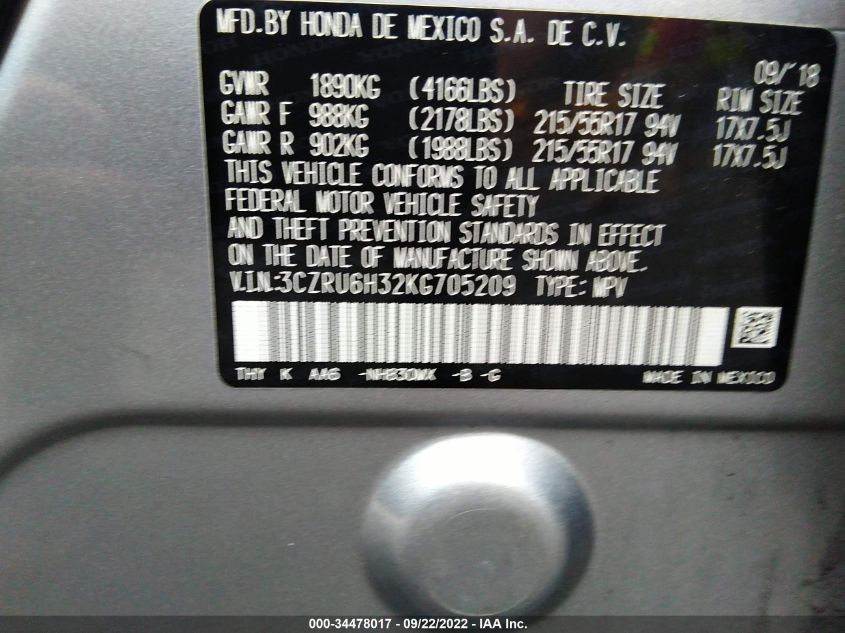 MFD.BY HONDA DE MEXICO S.A. DE C.V.
09/'18
GVWR 1890KG (4166LBS) TIRE SIZE RIM SIZE
GAWR F 988KG (2178LBS) 215/55R17 94V 17X7.5J
GAWR R 902KG (1988LBS) 215/55R17 94V 17X7.5J
THIS VEHICLE CONFORMS TO ALL APPLICABLE
FEDERAL MOTOR VEHICLE SAFETY
AND THEFT PREVENTION STANDARDS IN EFFECT
ON THE DATE OF MANUFACTURE SHOWN ABOVE.
V.I.N:3CZRU6H32KG705209 TYPE: MPV
THY K AA6 -NH830MX -B -G MADE IN MEXICO
000-34478017 - 09/22/2022 - IAA Inc.